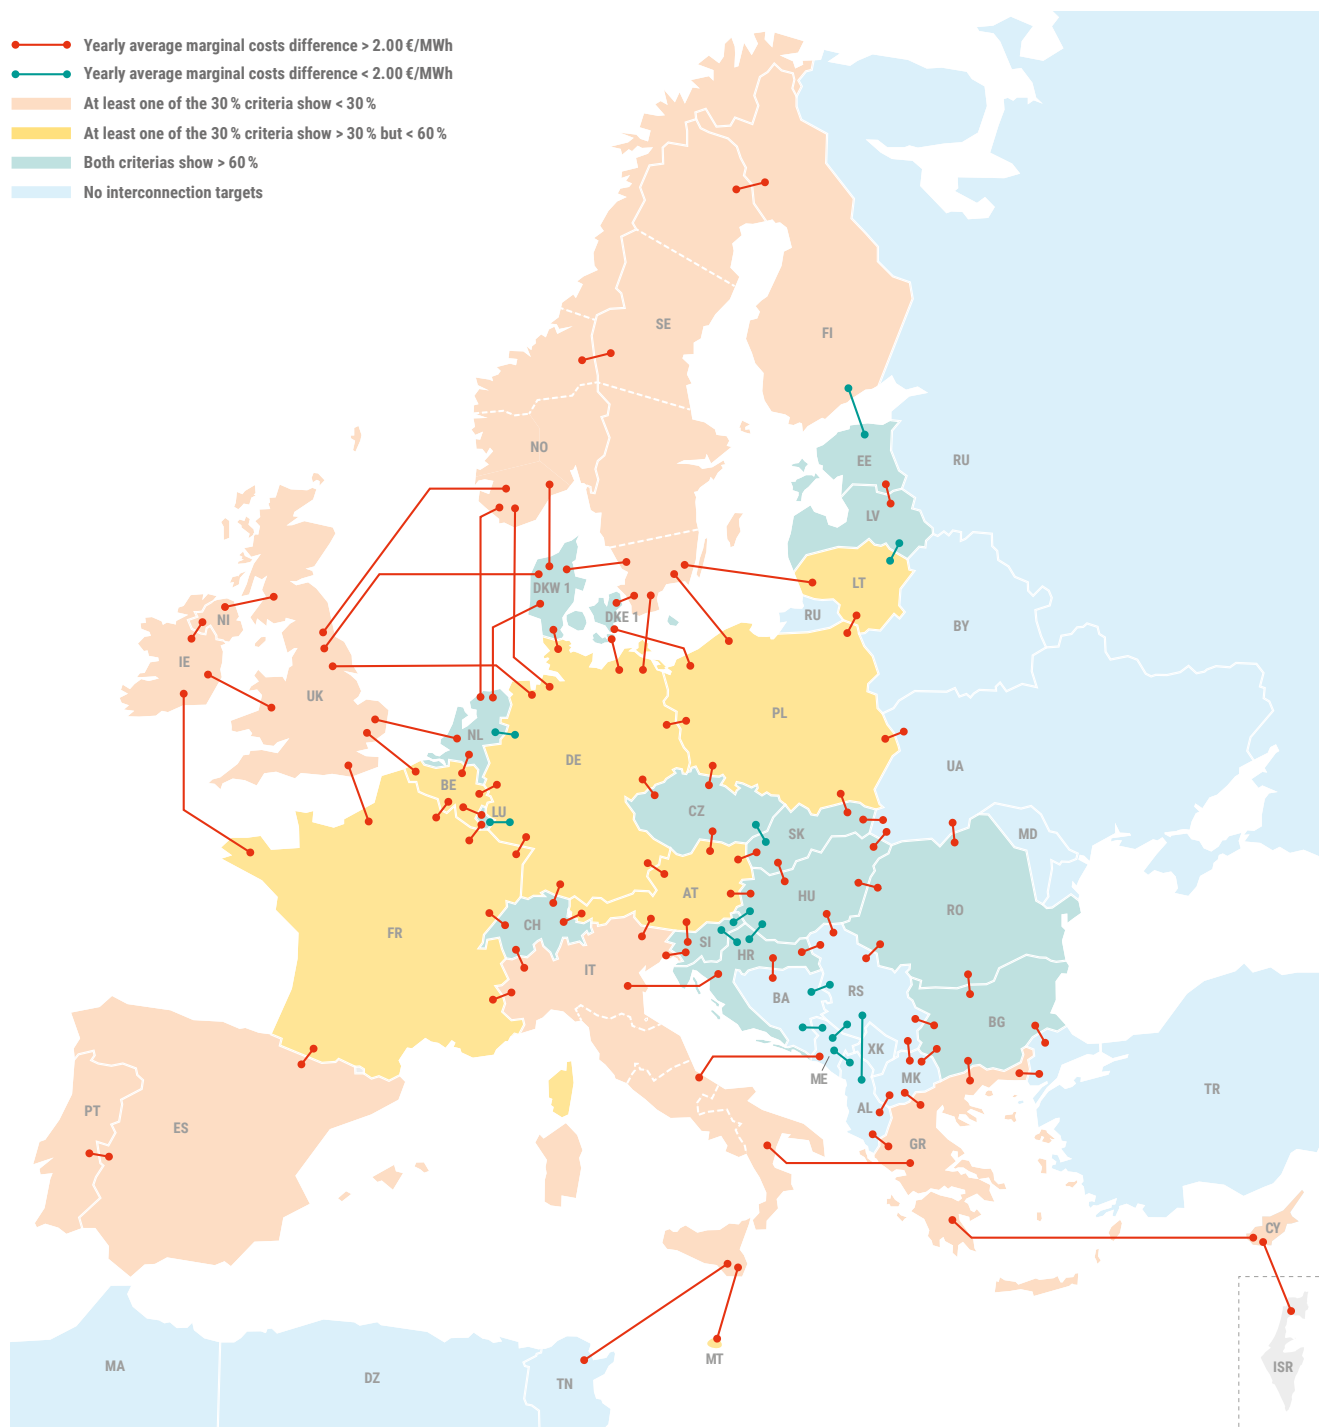 Yearly average marginal costs difference > 2.00 €/MWh
Yearly average marginal costs difference < 2.00 €/MWh
At least one of the 30 % criteria show < 30 %
At least one of the 30 % criteria show > 30 % but < 60 %
Both criterias show > 60 %
No interconnection targets
SE
FI
NO
EE
RU
LV
DKW 1
LT
NI
DKE 1
RU
BY
IE
UK
PL
NL
DE
UA
BE
LU
CZ
SK
MD
AT
HU
CH
RO
FR
SI
HR
IT
BA
RS
BG
XK
ME
MK
TR
PT
ES
AL
GR
CY
MT
MA
DZ
TN
ISR